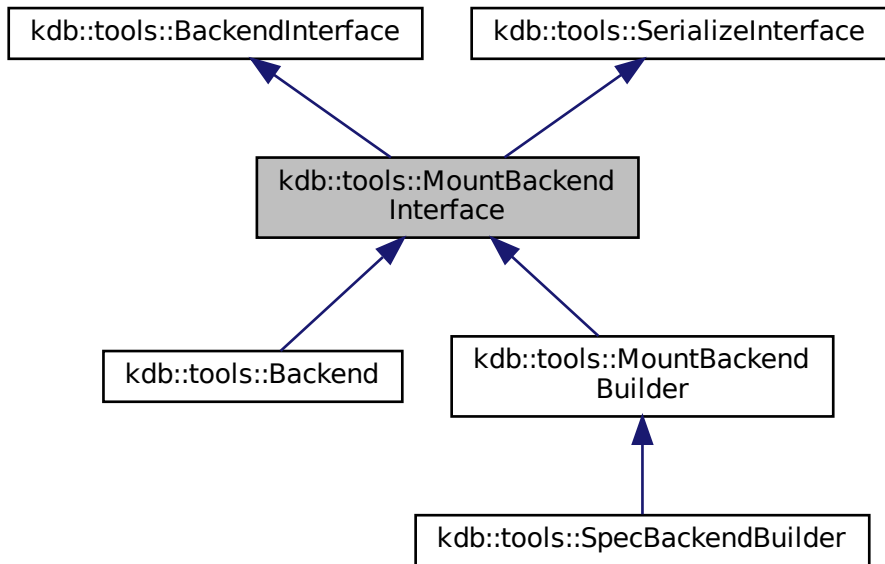 kdb::tools::BackendInterface
kdb::tools::SerializeInterface
kdb::tools::MountBackend
Interface
kdb::tools::Backend
kdb::tools::MountBackend
Builder
kdb::tools::SpecBackendBuilder